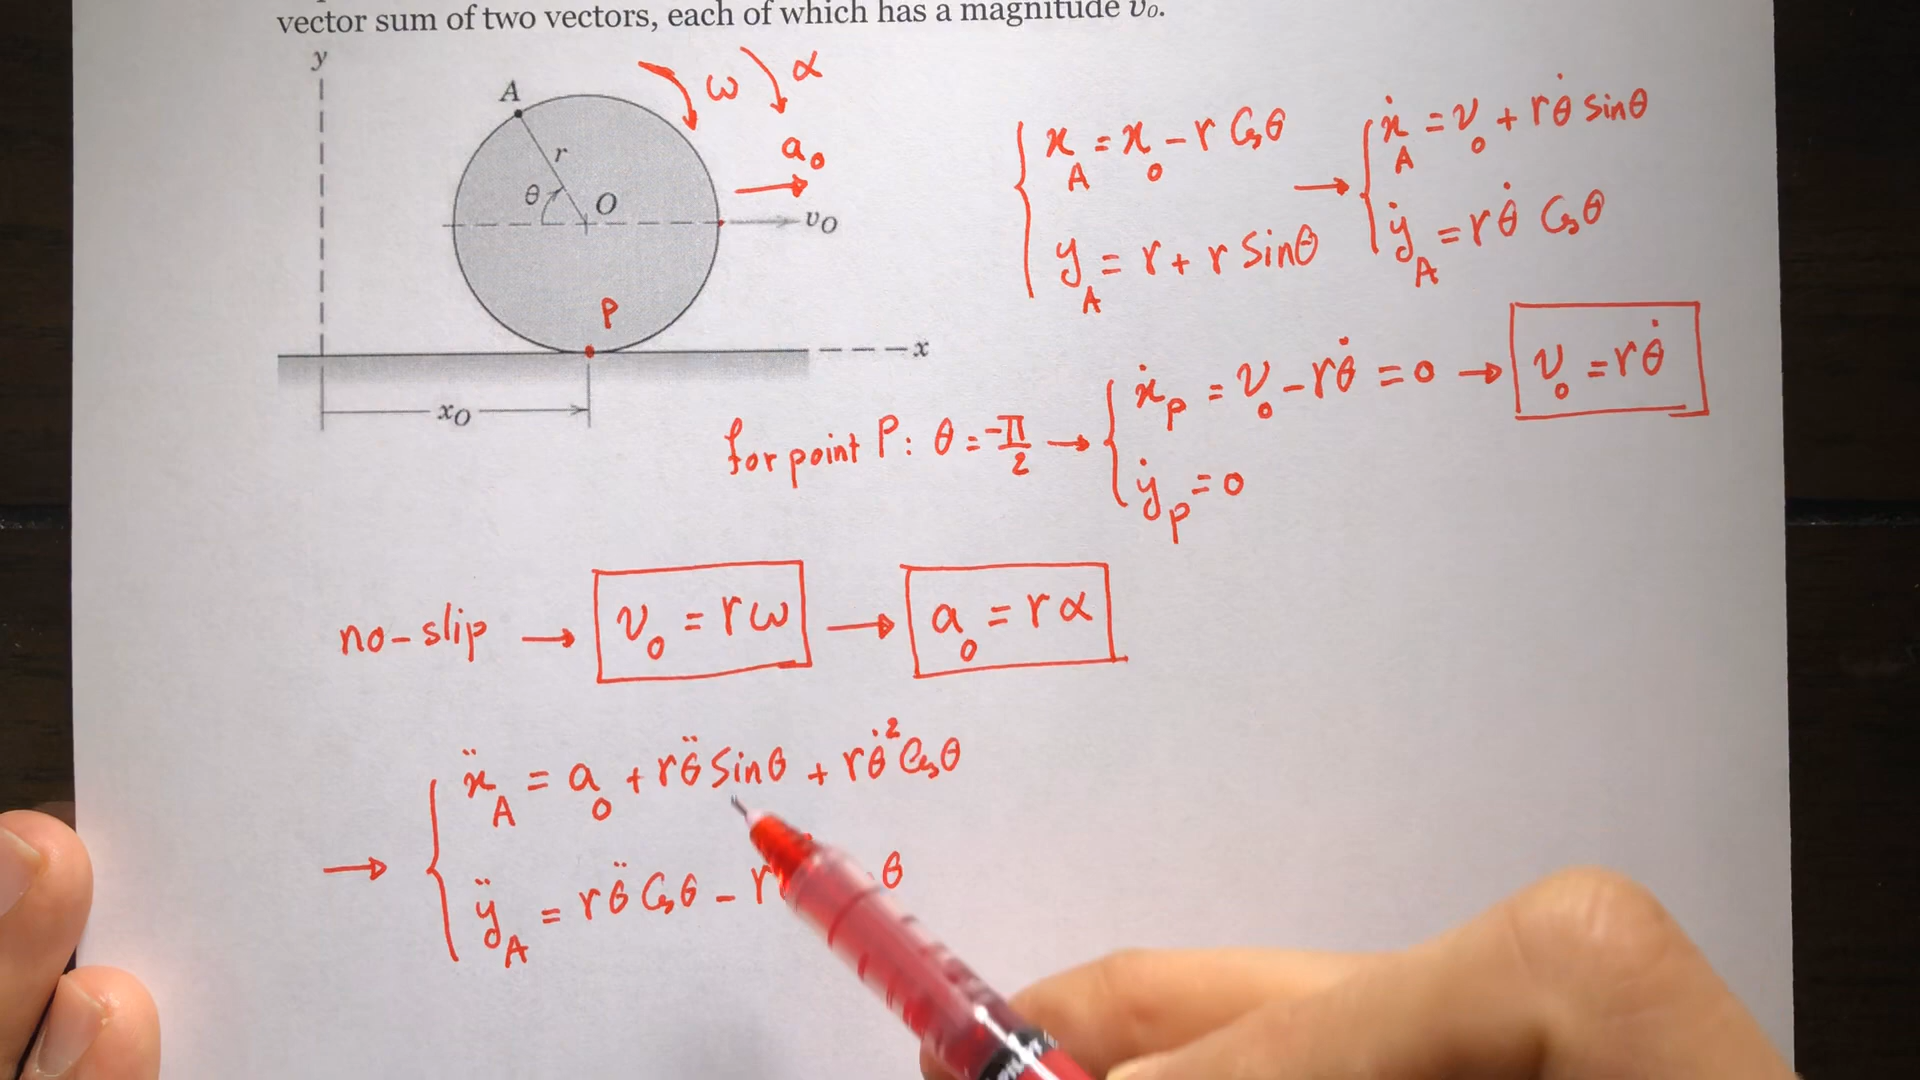 vector sum of two vectors, each of which has a magnitude v₀.
y
A
ω
α
r
a₀
θ
O
v_O
P
x
x_O
x_A = x₀ - r Cosθ → ẋ_A = v₀ + rθ̇ sinθ
y_A = r + r Sinθ
ẏ_A = rθ̇ Cosθ
for point P: θ = -π/2 → ẋ_p = v₀ - rθ̇ = 0 → v₀ = rθ̇
ẏ_p = 0
no-slip → v₀ = rω → a₀ = rα
→ ẍ_A = a₀ + rθ̈ Sinθ + rθ̇² Cosθ
ÿ_A = rθ̈ Cosθ - r θ